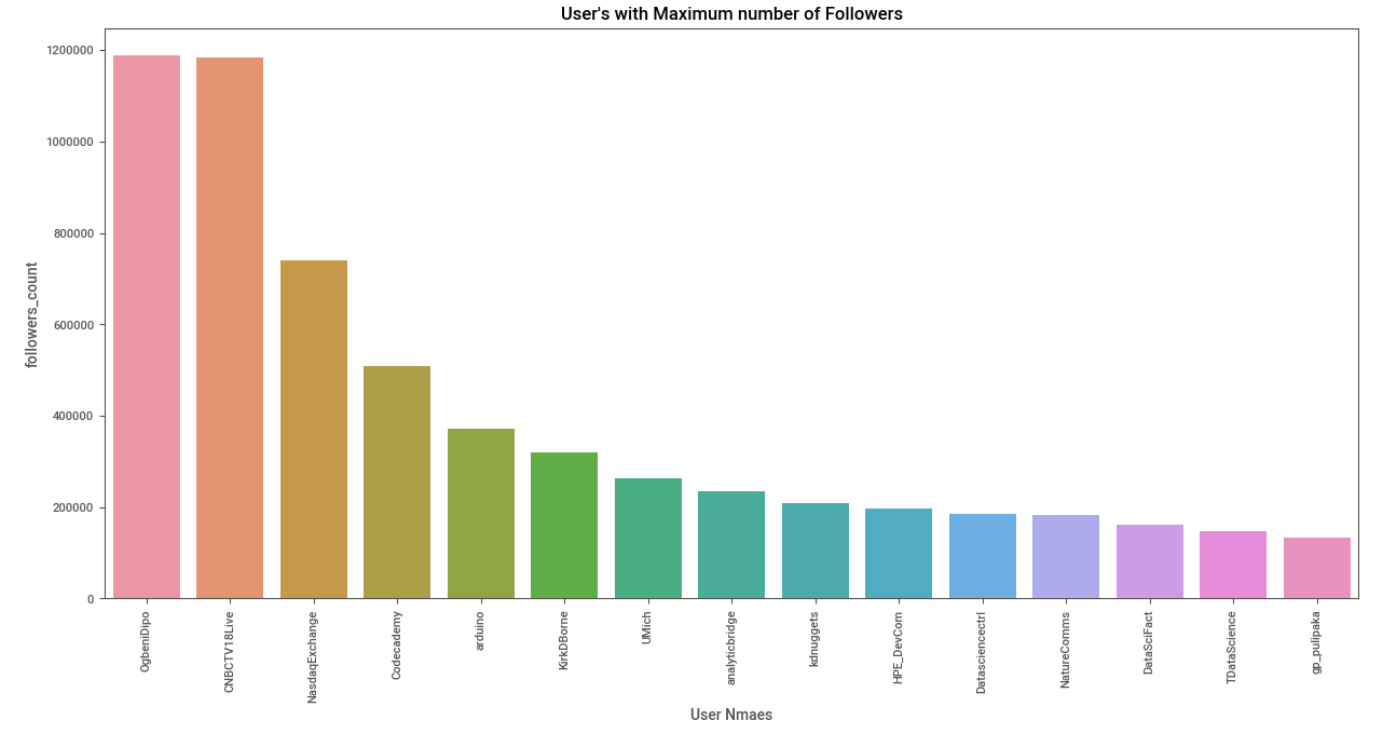 User's with Maximum number of Followers
1200000
1000000
800000
600000
400000
200000
0
followers_count
OgbeniDipo
CNBCTV18Live
NasdaqExchange
Codecademy
arduino
KirkDBorne
UMich
analyticbridge
kdnuggets
HPE_DevCom
Datasciencectrl
NatureComms
DataSciFact
TDataScience
gp_pulipaka
User Nmaes